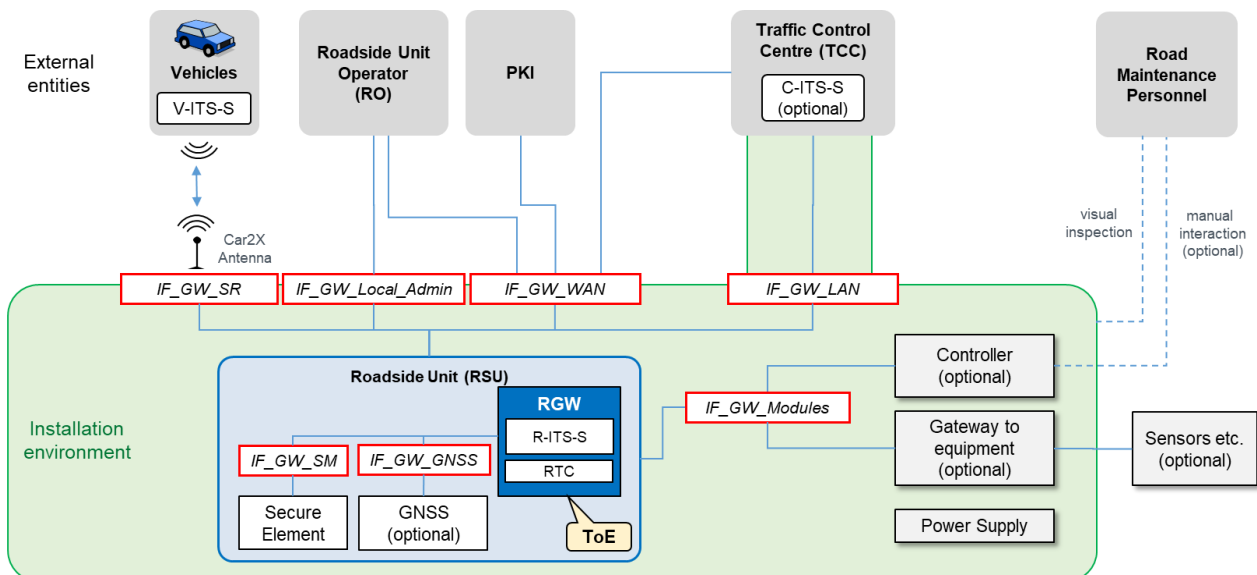 External
entities
Vehicles
V-ITS-S
Roadside Unit
Operator
(RO)
PKI
Traffic Control
Centre (TCC)
C-ITS-S
(optional)
Road
Maintenance
Personnel
Car2X
Antenna
visual
inspection
manual
interaction
(optional)
IF_GW_SR
IF_GW_Local_Admin
IF_GW_WAN
IF_GW_LAN
Installation
environment
Roadside Unit (RSU)
RGW
R-ITS-S
RTC
IF_GW_SM
IF_GW_GNSS
Secure
Element
GNSS
(optional)
ToE
IF_GW_Modules
Controller
(optional)
Gateway to
equipment
(optional)
Power Supply
Sensors etc.
(optional)